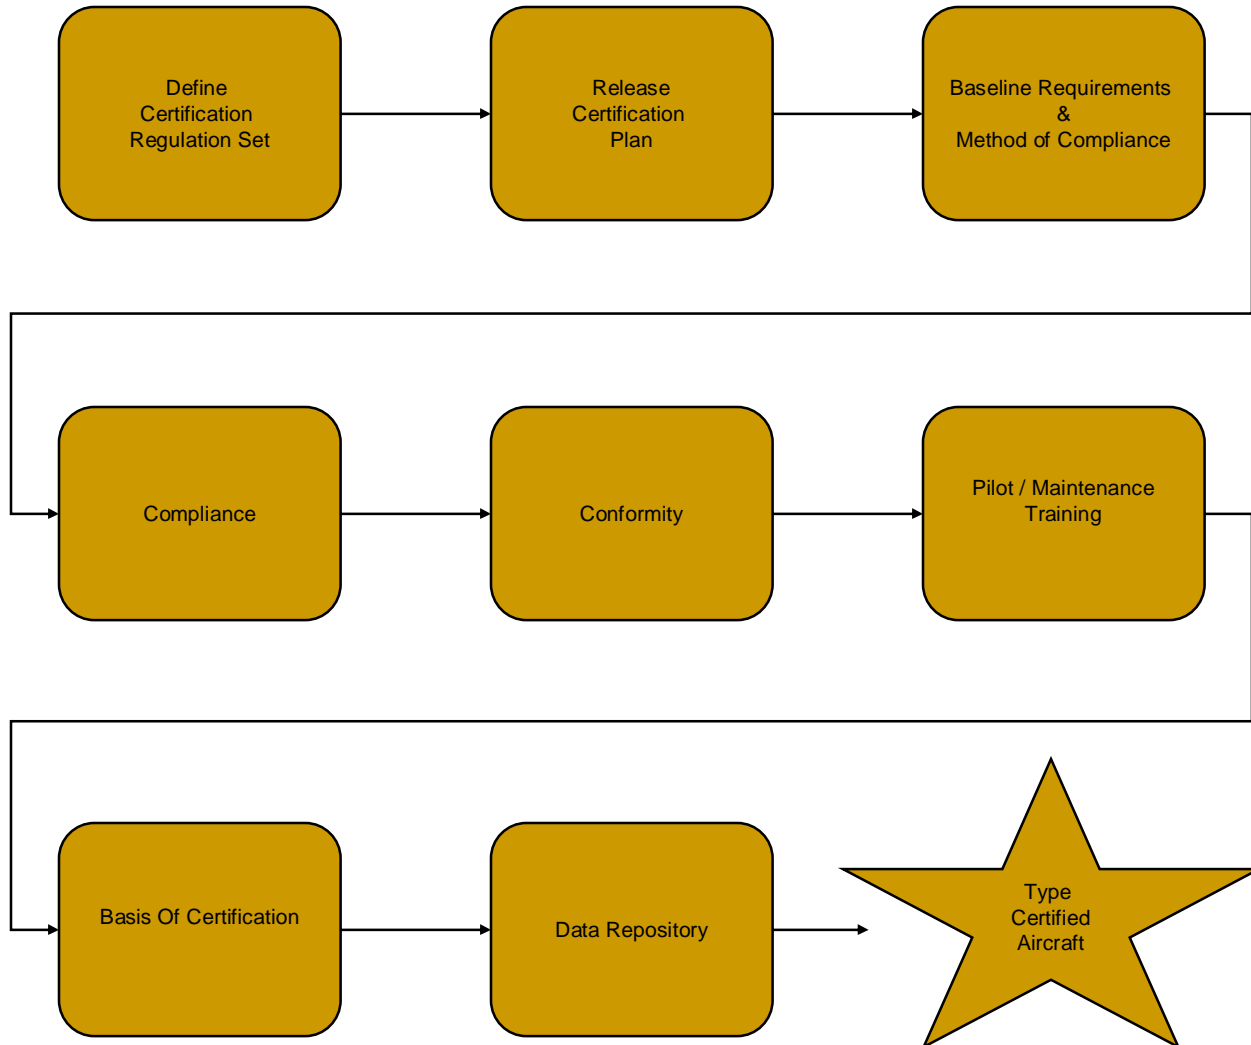 Define
Certification
Regulation Set
Release
Certification
Plan
Baseline Requirements
&
Method of Compliance
Compliance
Conformity
Pilot / Maintenance
Training
Basis Of Certification
Data Repository
Type
Certified
Aircraft